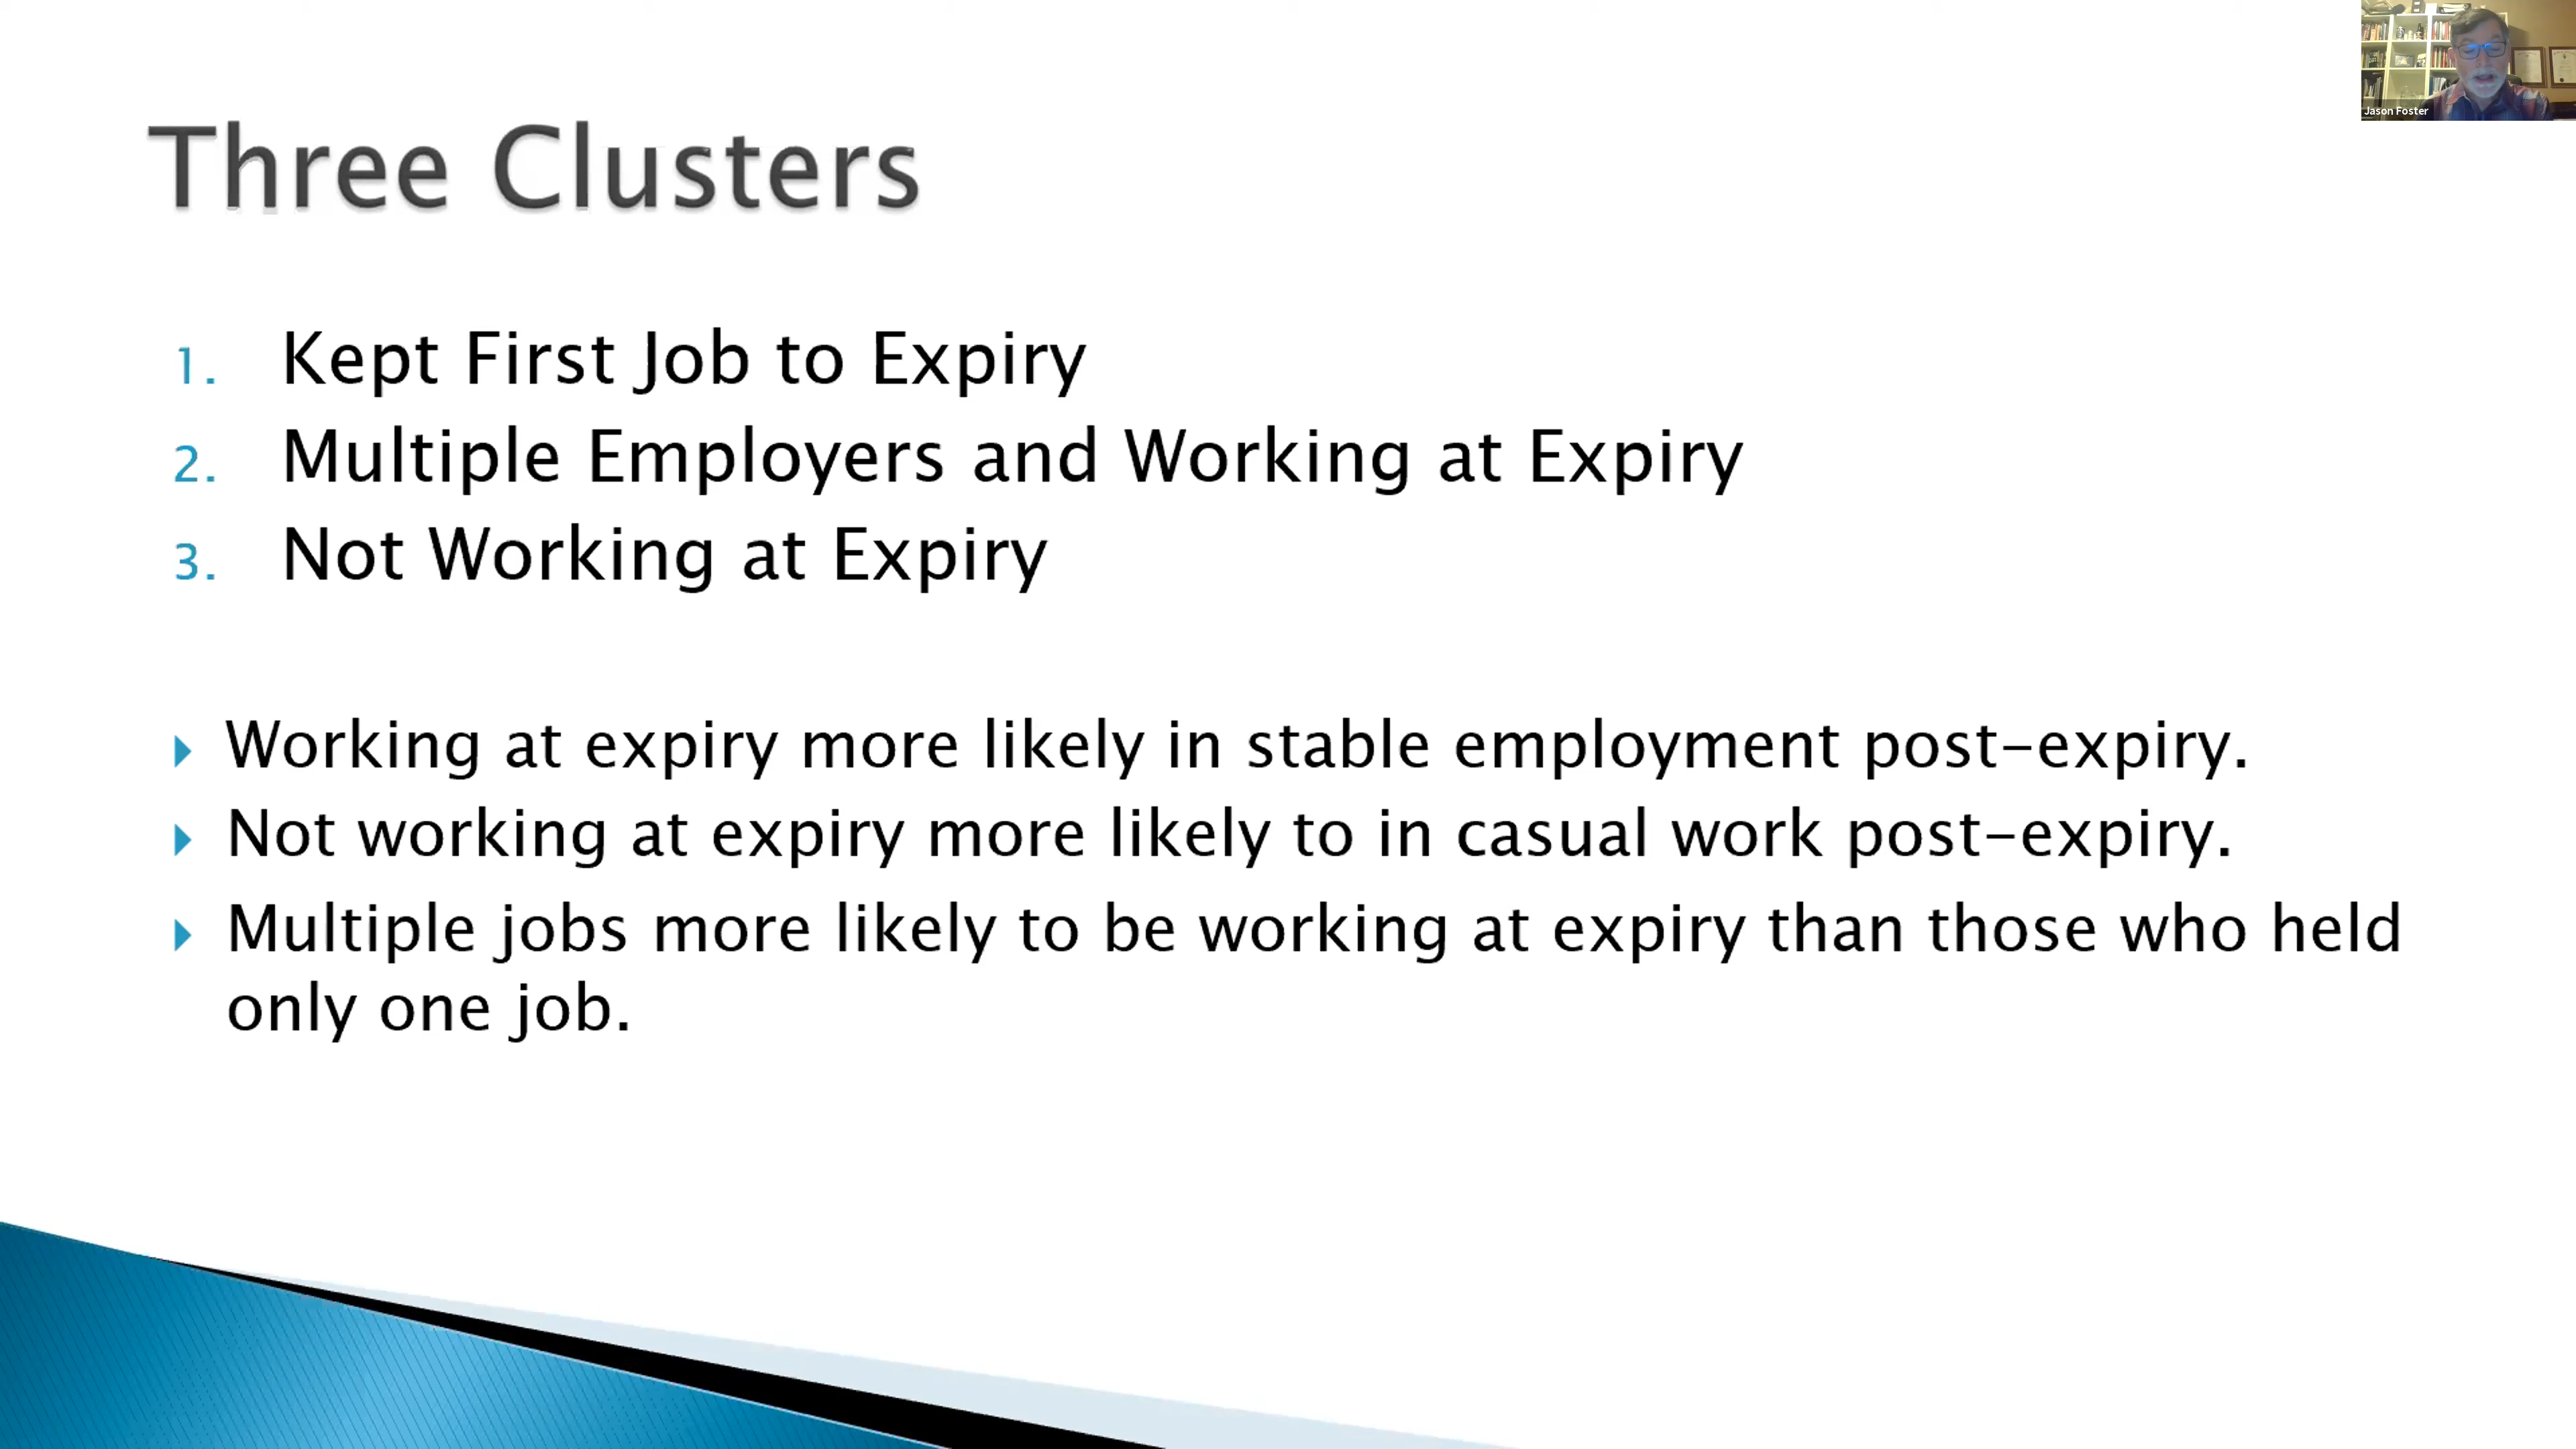 Jason Foster
Three Clusters
1. Kept First Job to Expiry
2. Multiple Employers and Working at Expiry
3. Not Working at Expiry
Working at expiry more likely in stable employment post-expiry.
Not working at expiry more likely to in casual work post-expiry.
Multiple jobs more likely to be working at expiry than those who held
only one job.